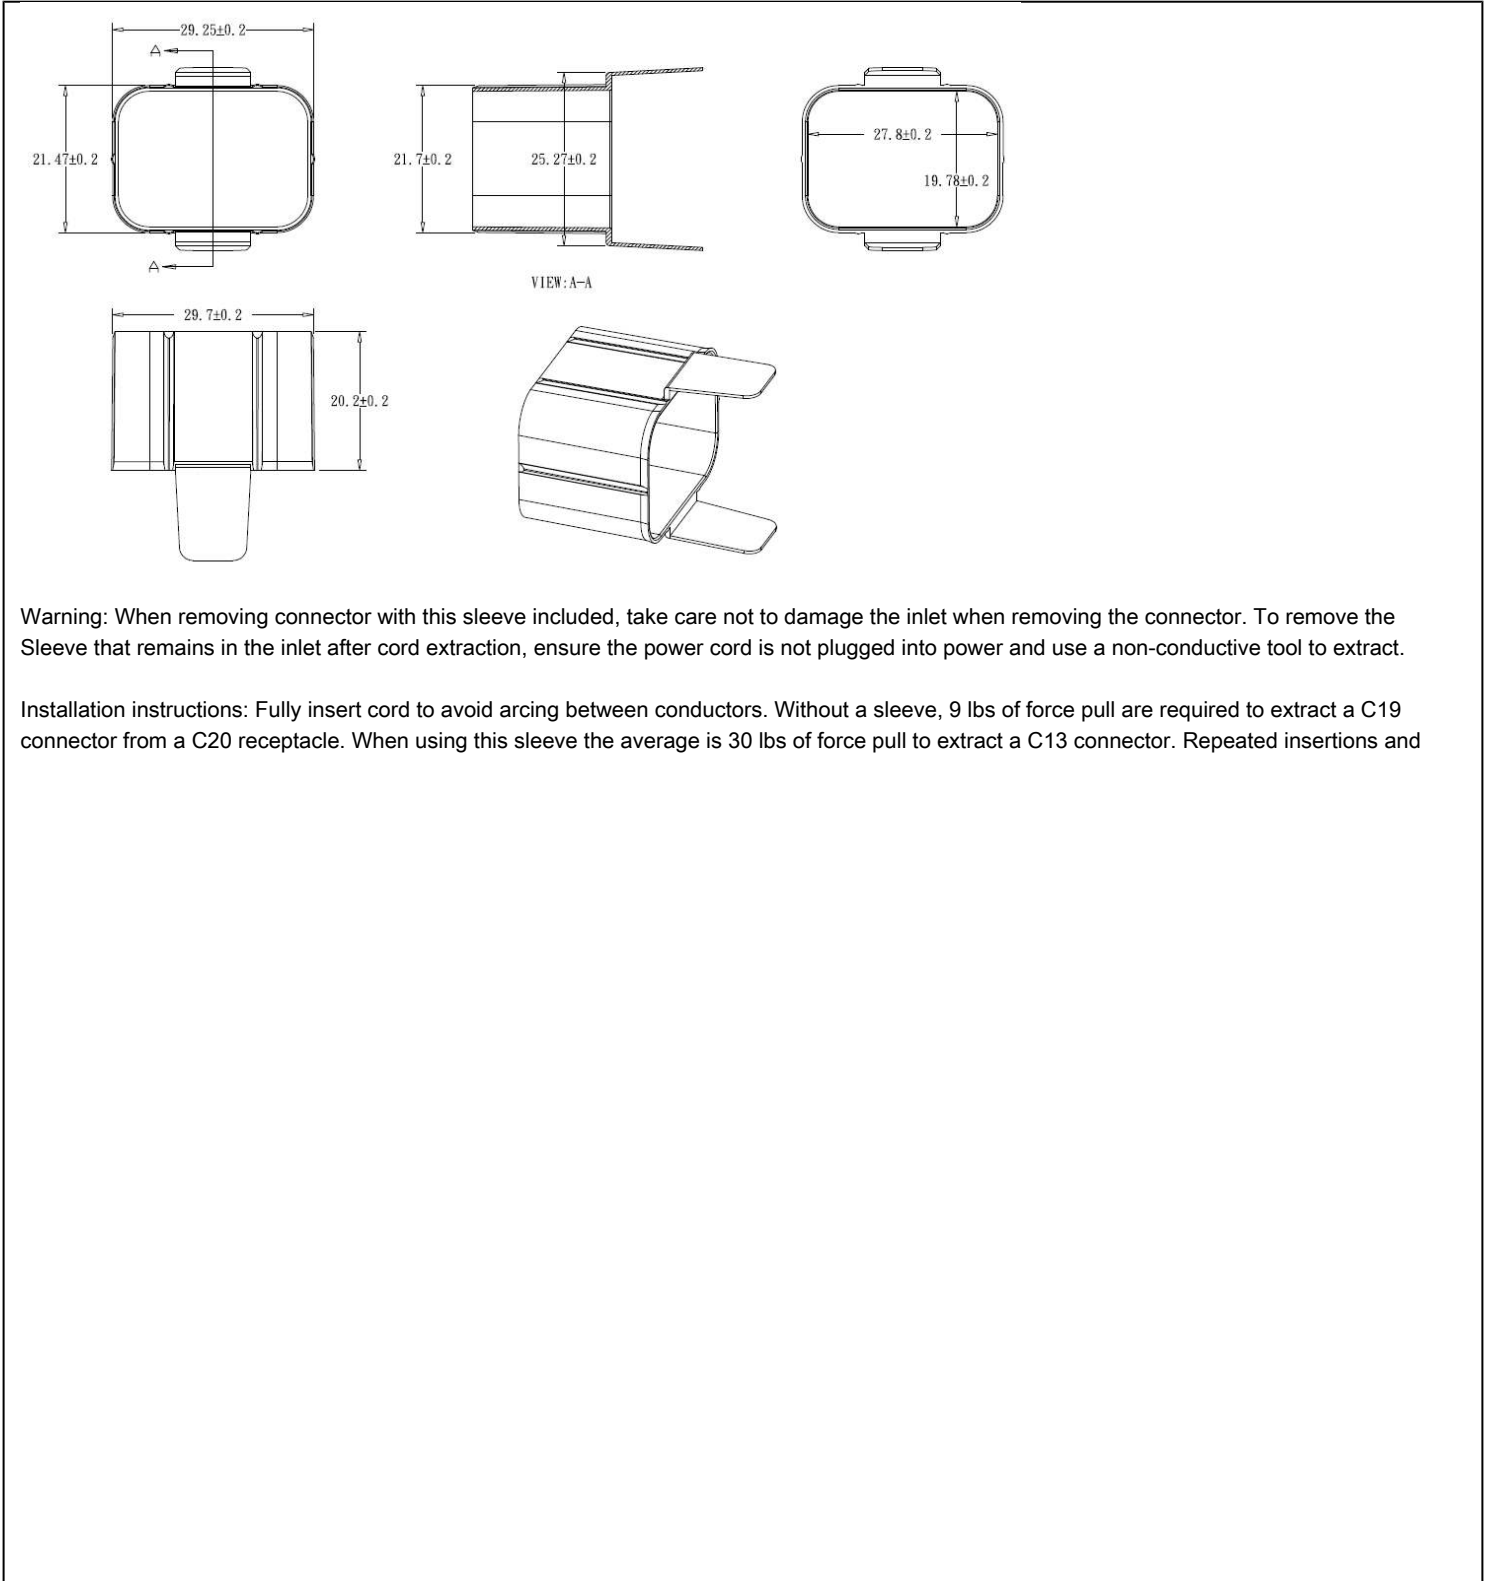 29.25±0.2
A
21.47±0.2
A
21.7±0.2
25.27±0.2
VIEW:A-A
27.8±0.2
19.78±0.2
29.7±0.2
20.2±0.2
Warning: When removing connector with this sleeve included, take care not to damage the inlet when removing the connector. To remove the
Sleeve that remains in the inlet after cord extraction, ensure the power cord is not plugged into power and use a non-conductive tool to extract.
Installation instructions: Fully insert cord to avoid arcing between conductors. Without a sleeve, 9 lbs of force pull are required to extract a C19
connector from a C20 receptacle. When using this sleeve the average is 30 lbs of force pull to extract a C13 connector. Repeated insertions and